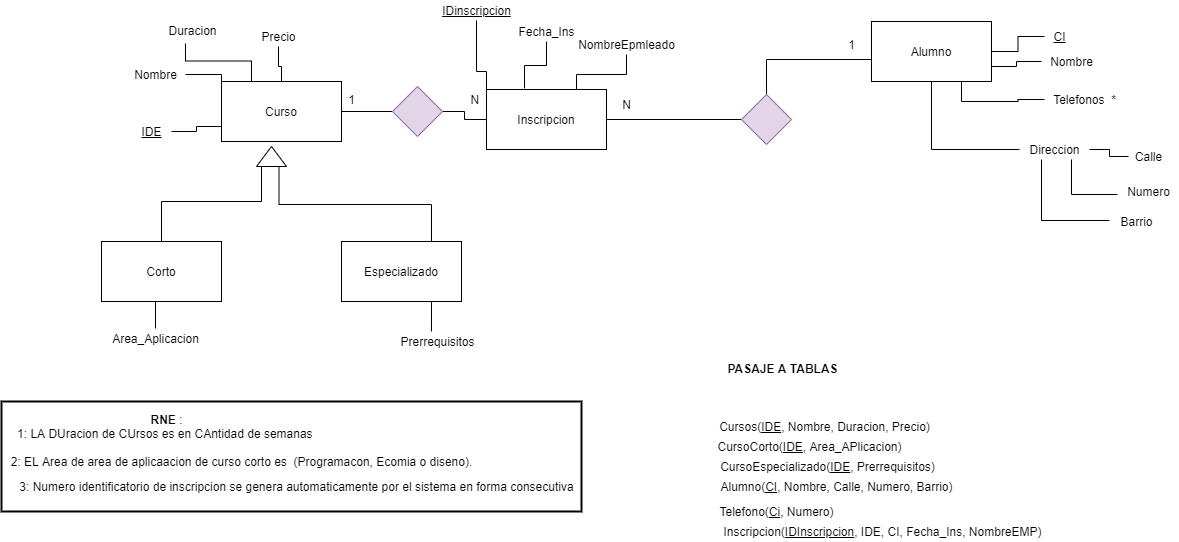 IDinscripcion
Duracion
Precio
Fecha_Ins
NombreEpmleado
Nombre
1
N
Curso
Inscripcion
N
1
Alumno
CI
Nombre
Telefonos *
IDE
Direccion
Calle
Numero
Barrio
Corto
Especializado
Area_Aplicacion
Prerrequisitos
PASAJE A TABLAS
RNE :
1: LA DUracion de CUrsos es en CAntidad de semanas
2: EL Area de area de aplicaacion de curso corto es (Programacon, Ecomia o diseno).
3: Numero identificatorio de inscripcion se genera automaticamente por el sistema en forma consecutiva
Cursos(IDE, Nombre, Duracion, Precio)
CursoCorto(IDE, Area_APlicacion)
CursoEspecializado(IDE, Prerrequisitos)
Alumno(CI, Nombre, Calle, Numero, Barrio)
Telefono(Ci, Numero)
Inscripcion(IDInscripcion, IDE, CI, Fecha_Ins, NombreEMP)